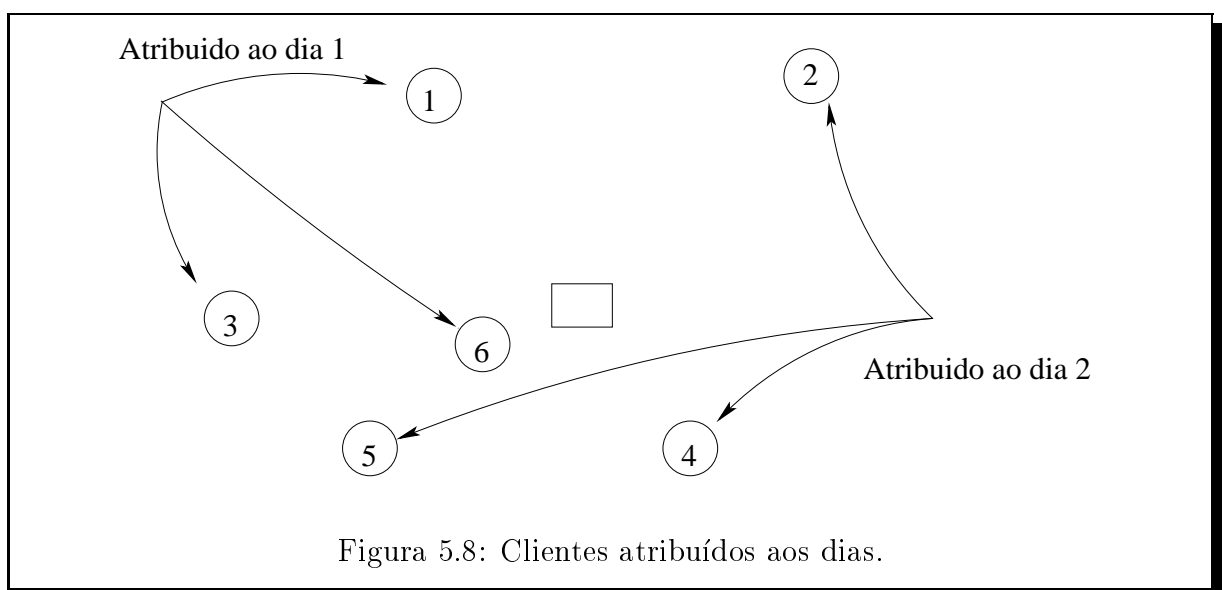 Atribuido ao dia 1
1
2
3
6
Atribuido ao dia 2
5
4
Figura 5.8: Clientes atribuídos aos dias.